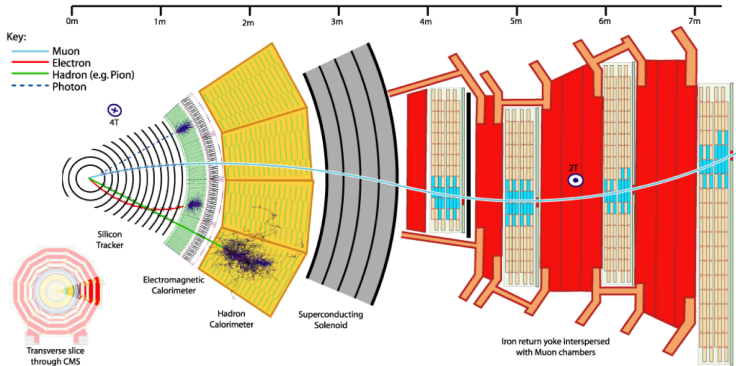 0m 1m 2m 3m 4m 5m 6m 7m
Key:
Muon
Electron
Hadron (e.g. Pion)
Photon
4T
2T
Silicon
Tracker
Electromagnetic
Calorimeter
Hadron
Calorimeter
Superconducting
Solenoid
Iron return yoke interspersed
with Muon chambers
Transverse slice
through CMS